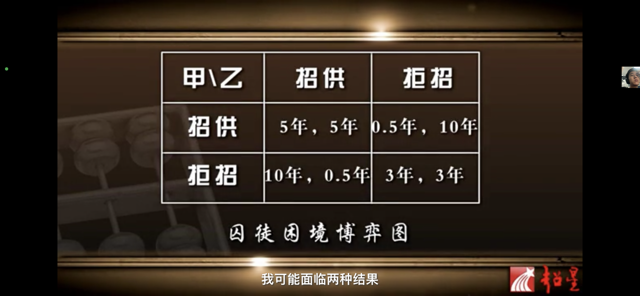 甲\乙 招供 拒招
招供 5年，5年 0.5年，10年
拒招 10年，0.5年 3年，3年
囚徒困境博弈图
我可能面临两种结果
超星